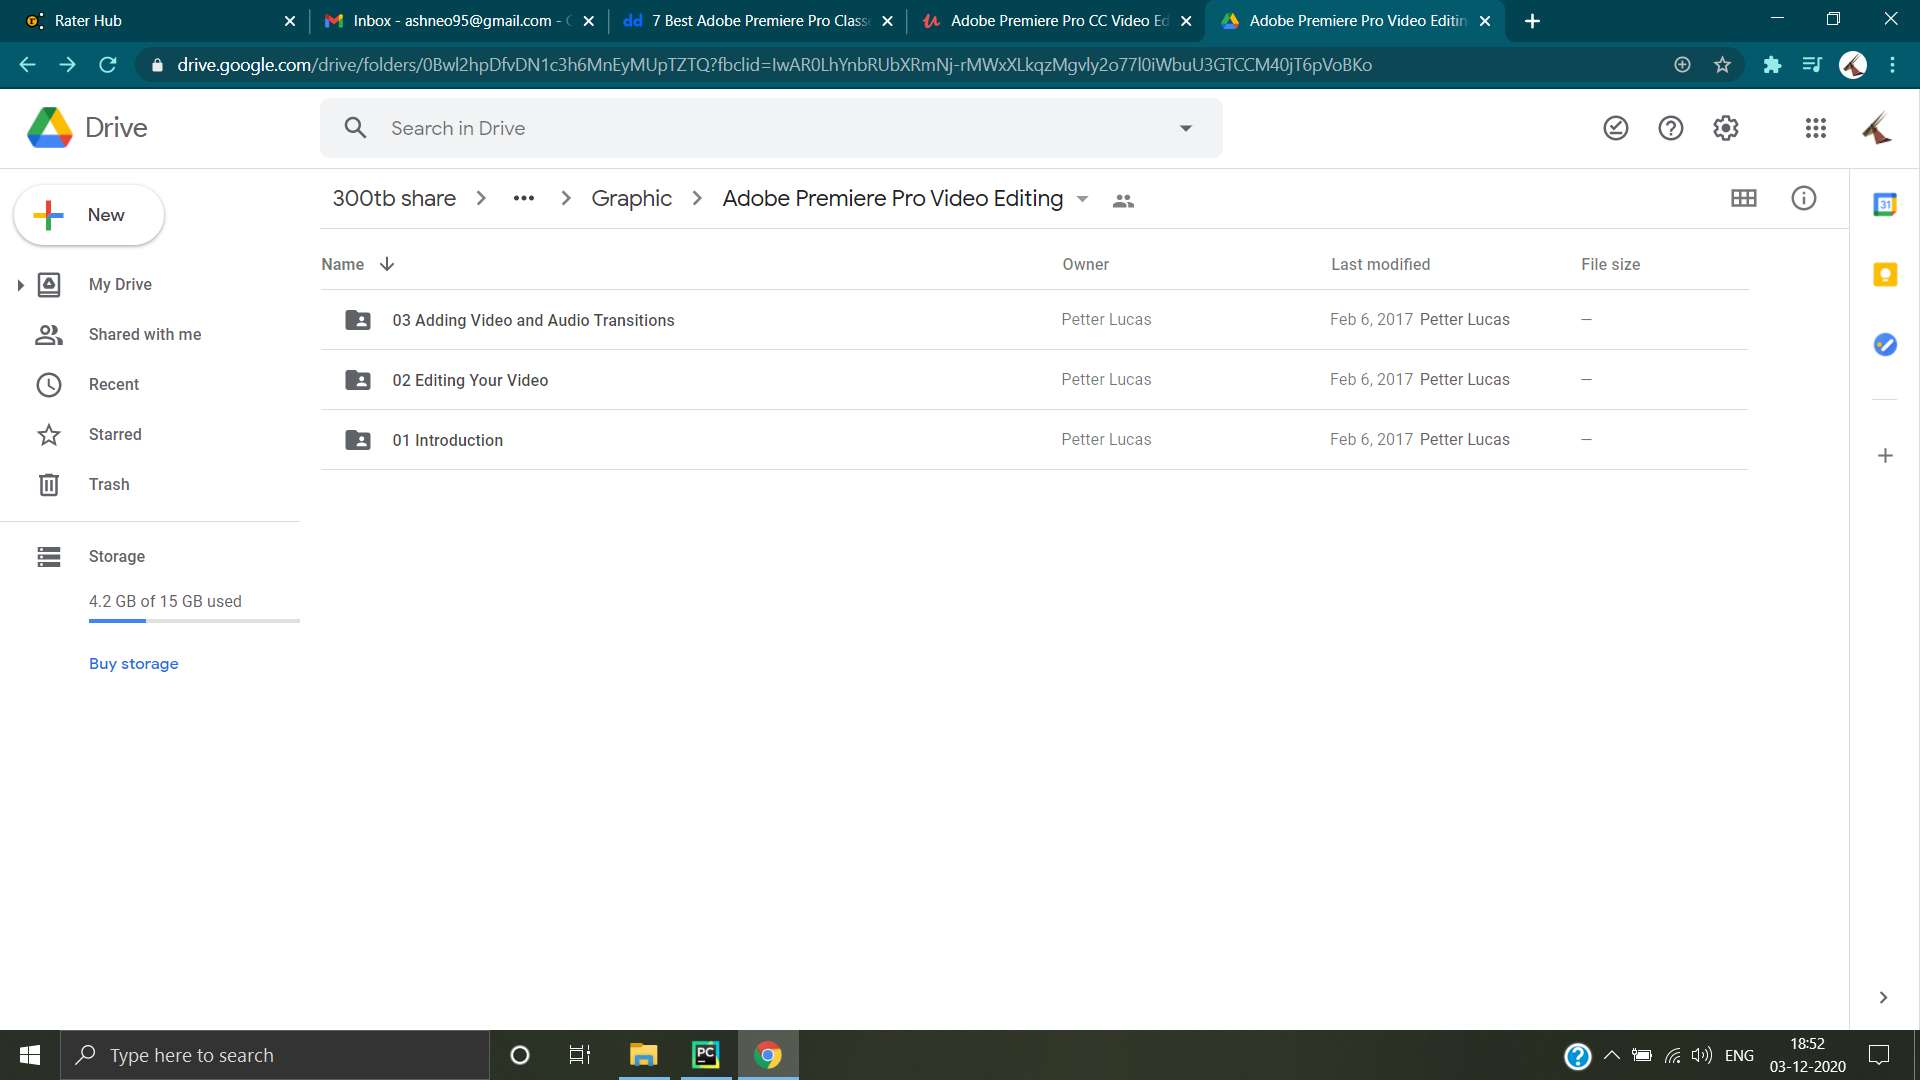 Rater Hub
Inbox - ashneo95@gmail.com -
dd 7 Best Adobe Premiere Pro Class
Adobe Premiere Pro CC Video Ed
Adobe Premiere Pro Video Editin
drive.google.com/drive/folders/0Bwl2hpDfvDN1c3h6MnEyMUpTZTQ?fbclid=IwAR0LhYnbRUbXRmNj-rMWxXLkqzMgvly2o77l0iWbuU3GTCCM40jT6pVoBKo
Drive
Search in Drive
300tb share > ••• > Graphic > Adobe Premiere Pro Video Editing
New
Name Owner Last modified File size
My Drive
Shared with me
Recent
Starred
Trash
Storage
4.2 GB of 15 GB used
Buy storage
03 Adding Video and Audio Transitions Petter Lucas Feb 6, 2017 Petter Lucas —
02 Editing Your Video Petter Lucas Feb 6, 2017 Petter Lucas —
01 Introduction Petter Lucas Feb 6, 2017 Petter Lucas —
31
Type here to search
PC
ENG
18:52
03-12-2020